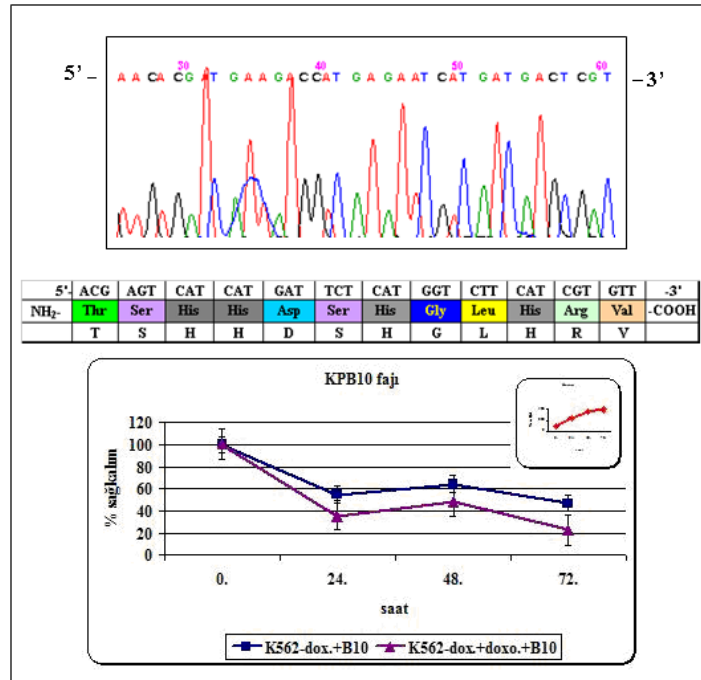 30 40 50 60
5’ – A A C A C G A T G A A G A C C A T G A G A A T C A T G A T G A C T C G T –3’
5'- ACG AGT CAT CAT GAT TCT CAT GGT CTT CAT CGT GTT -3'
NH2- Thr Ser His His Asp Ser His Gly Leu His Arg Val -COOH
T S H H D S H G L H R V
KPB10 fajı
120
100
80
60
40
20
0
% sağkalım
0. 24. 48. 72.
saat
K562-dox.+B10 K562-dox.+doxo.+B10